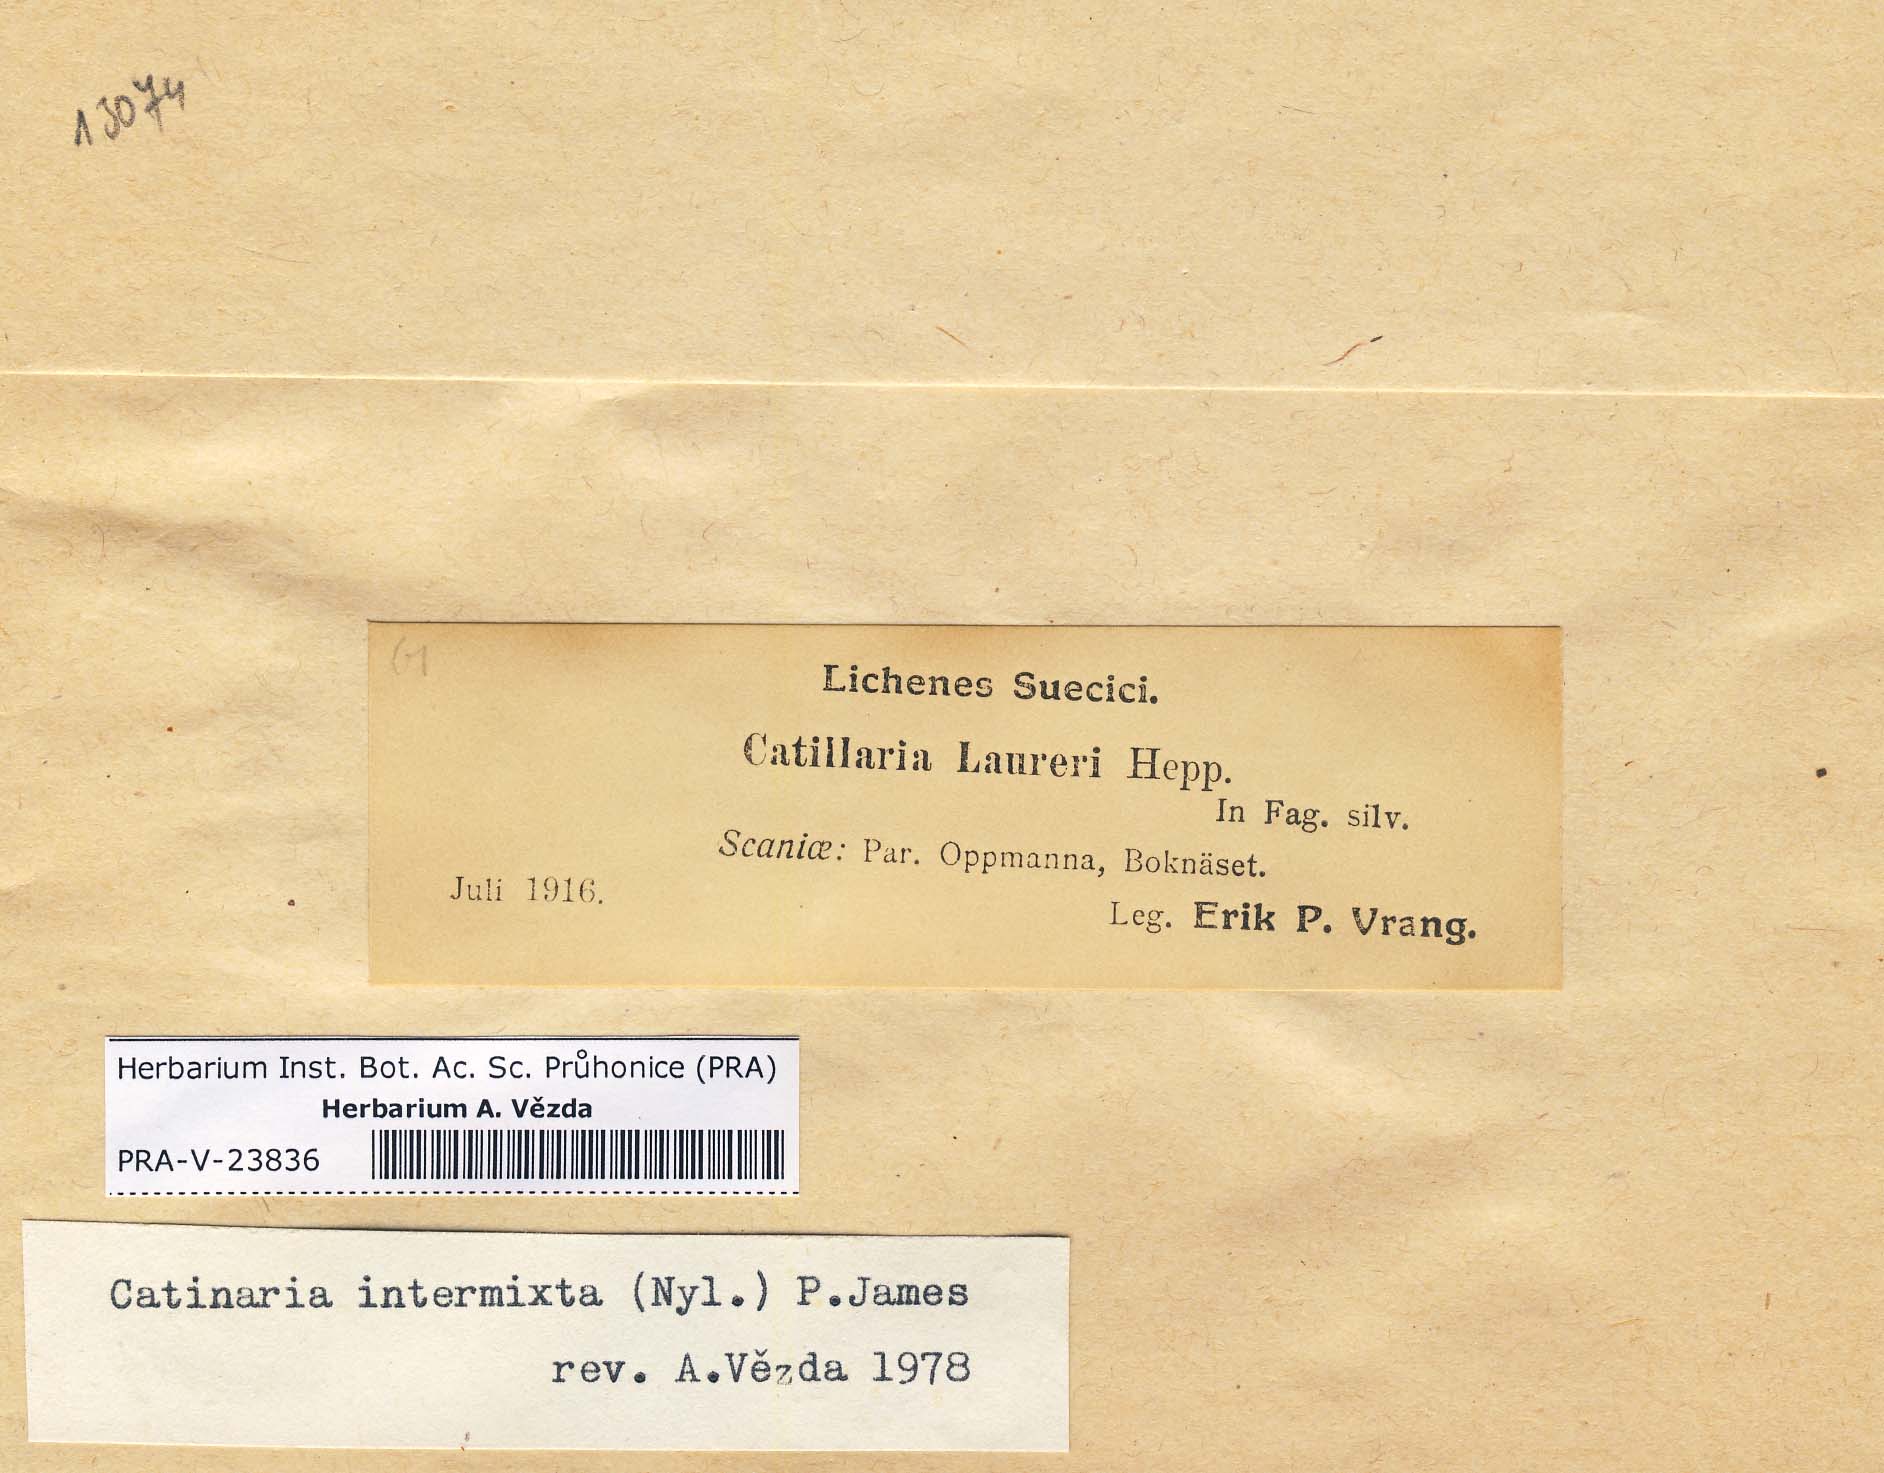 13074
61
Lichenes Suecici.
Catillaria Laureri Hepp.
In Fag. silv.
Scaniæ: Par. Oppmanna, Boknäset.
Juli 1916.
Leg. Erik P. Vrang.
Herbarium Inst. Bot. Ac. Sc. Průhonice (PRA)
Herbarium A. Vězda
PRA-V-23836
Catinaria intermixta (Nyl.) P.James
rev. A.Vězda 1978